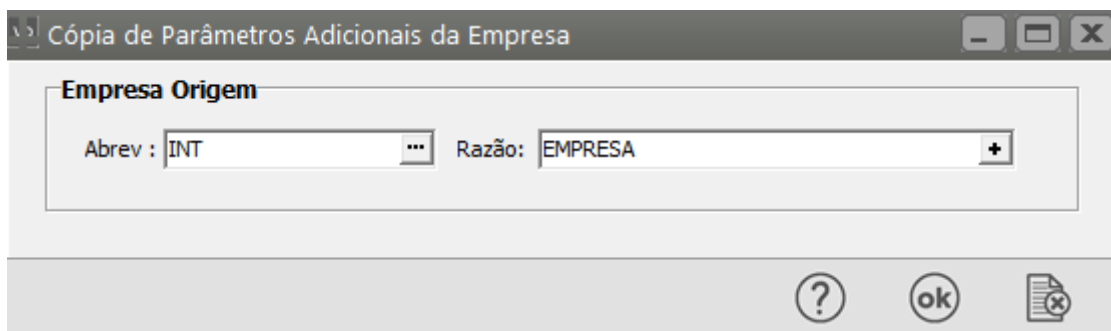 Cópia de Parâmetros Adicionais da Empresa
Empresa Origem
Abrev : INT ... Razão: EMPRESA +
? ok